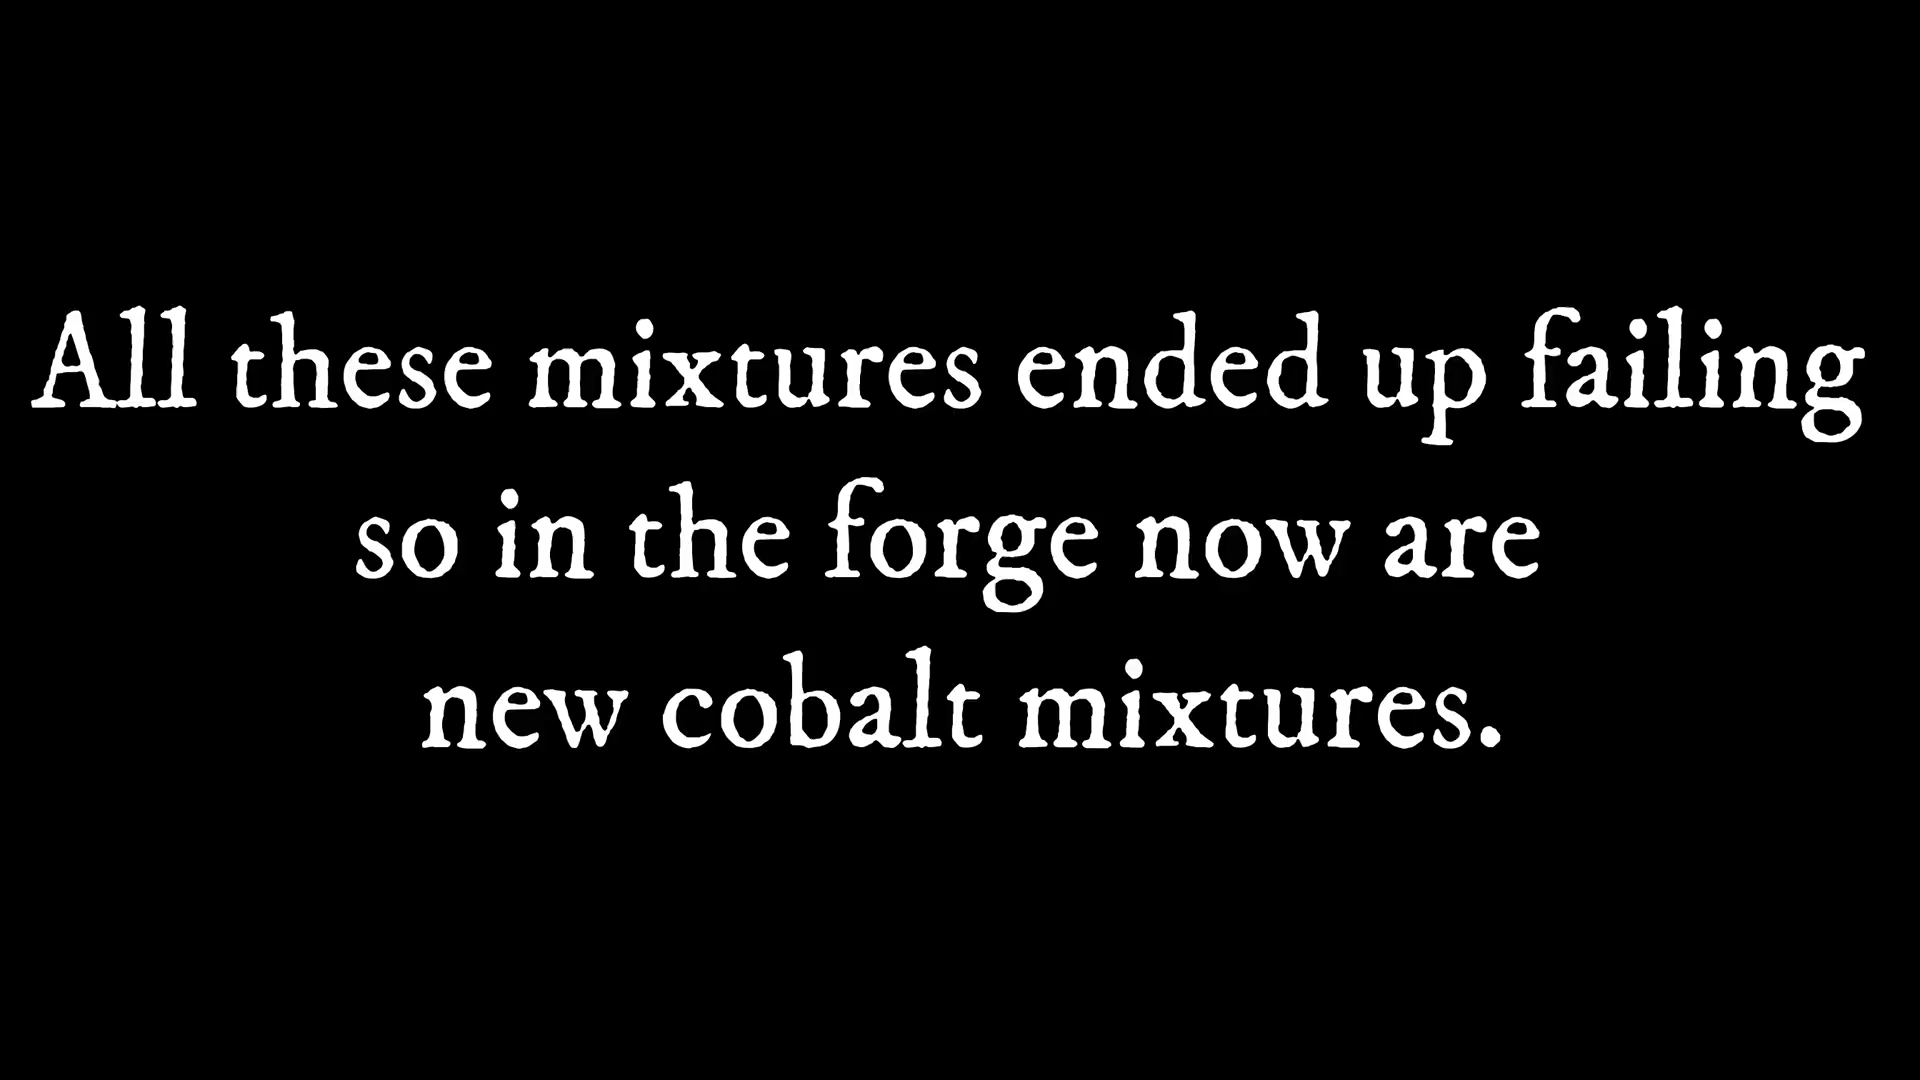 All these mixtures ended up failing
so in the forge now are
new cobalt mixtures.